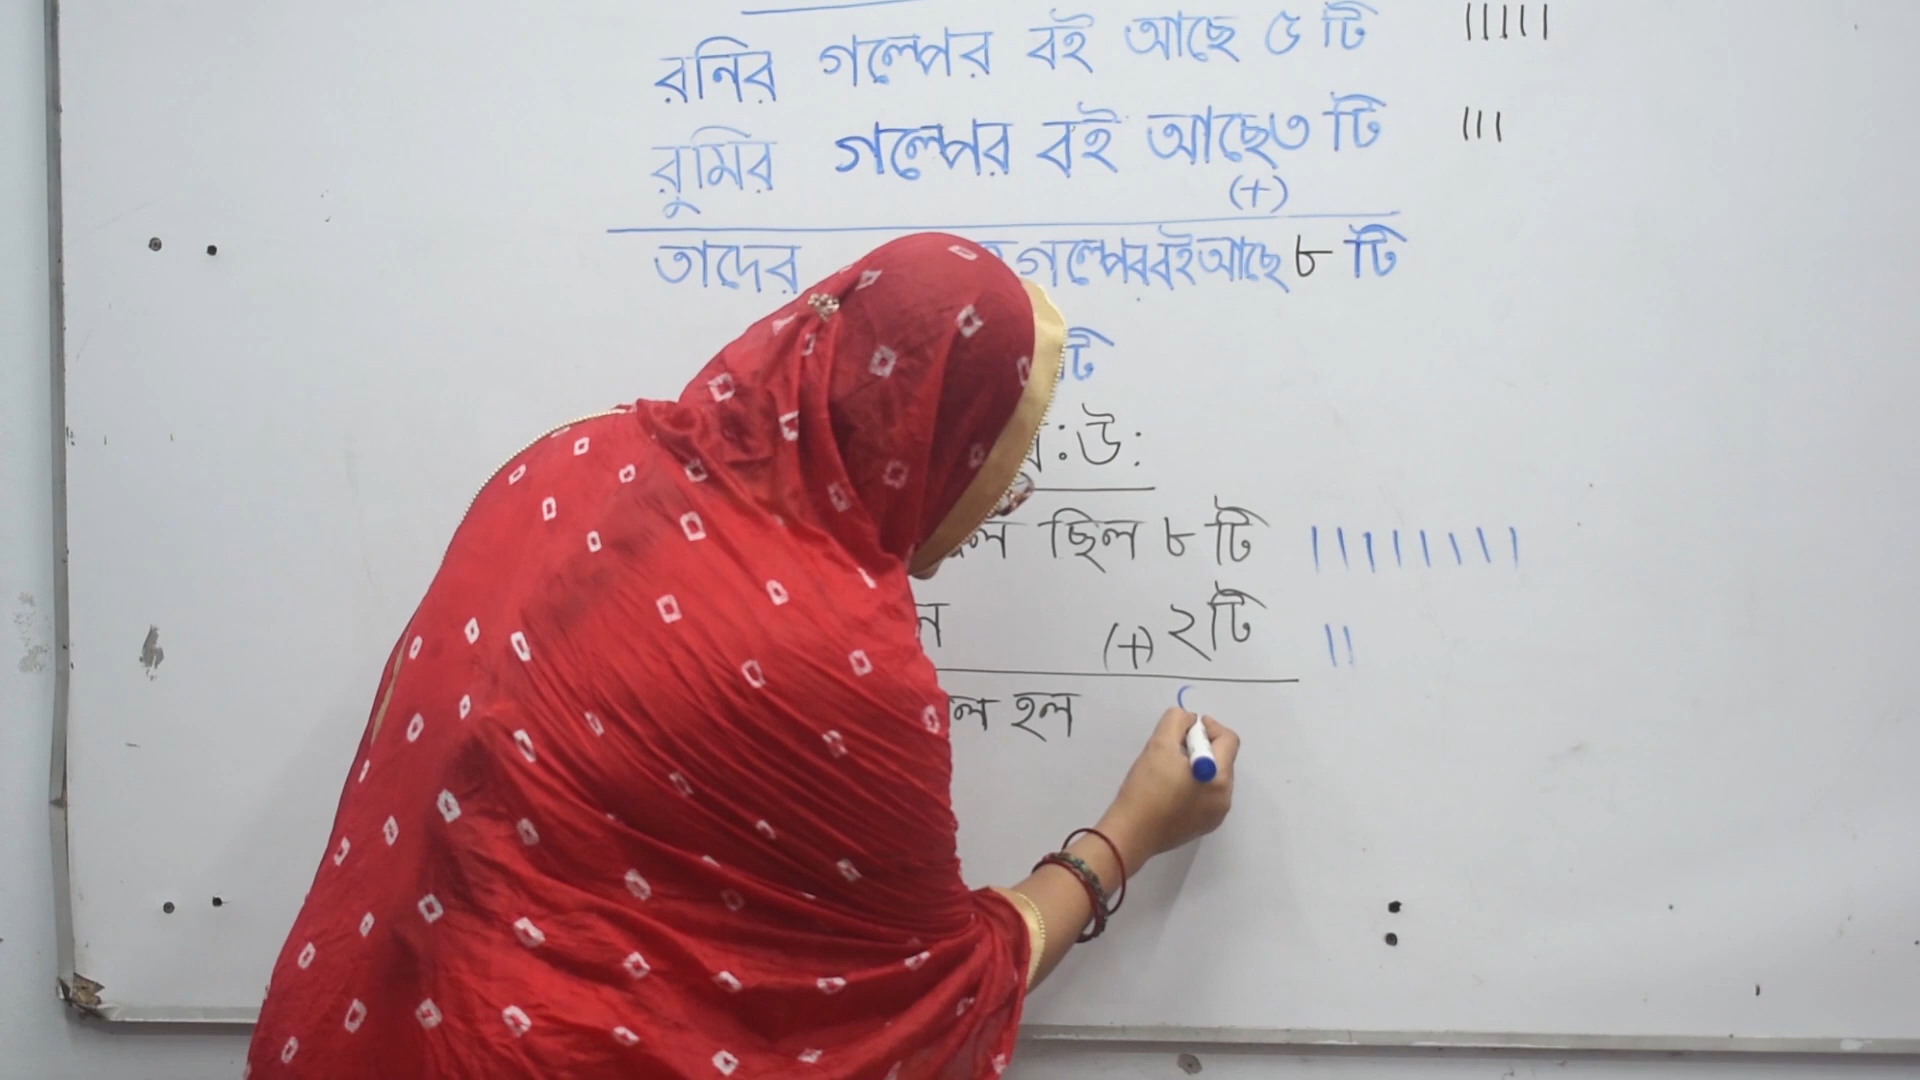 রনির গল্পের বই আছে ৫ টি |||||
রুমির গল্পের বই আছে ৩ টি |||
(+)
তাদের গল্পের বই আছে ৮ টি
টি
:উ:
ছিল ৮ টি ||||||||
(+) ২ টি ||
হল